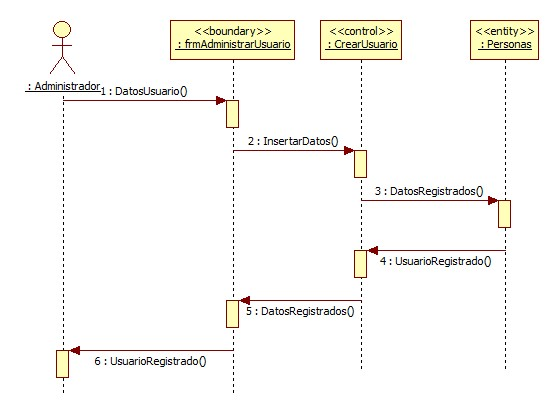 <<boundary>>
: frmAdministrarUsuario
<<control>>
: CrearUsuario
<<entity>>
: Personas
: Administrador
1 : DatosUsuario()
2 : InsertarDatos()
3 : DatosRegistrados()
4 : UsuarioRegistrado()
5 : DatosRegistrados()
6 : UsuarioRegistrado()